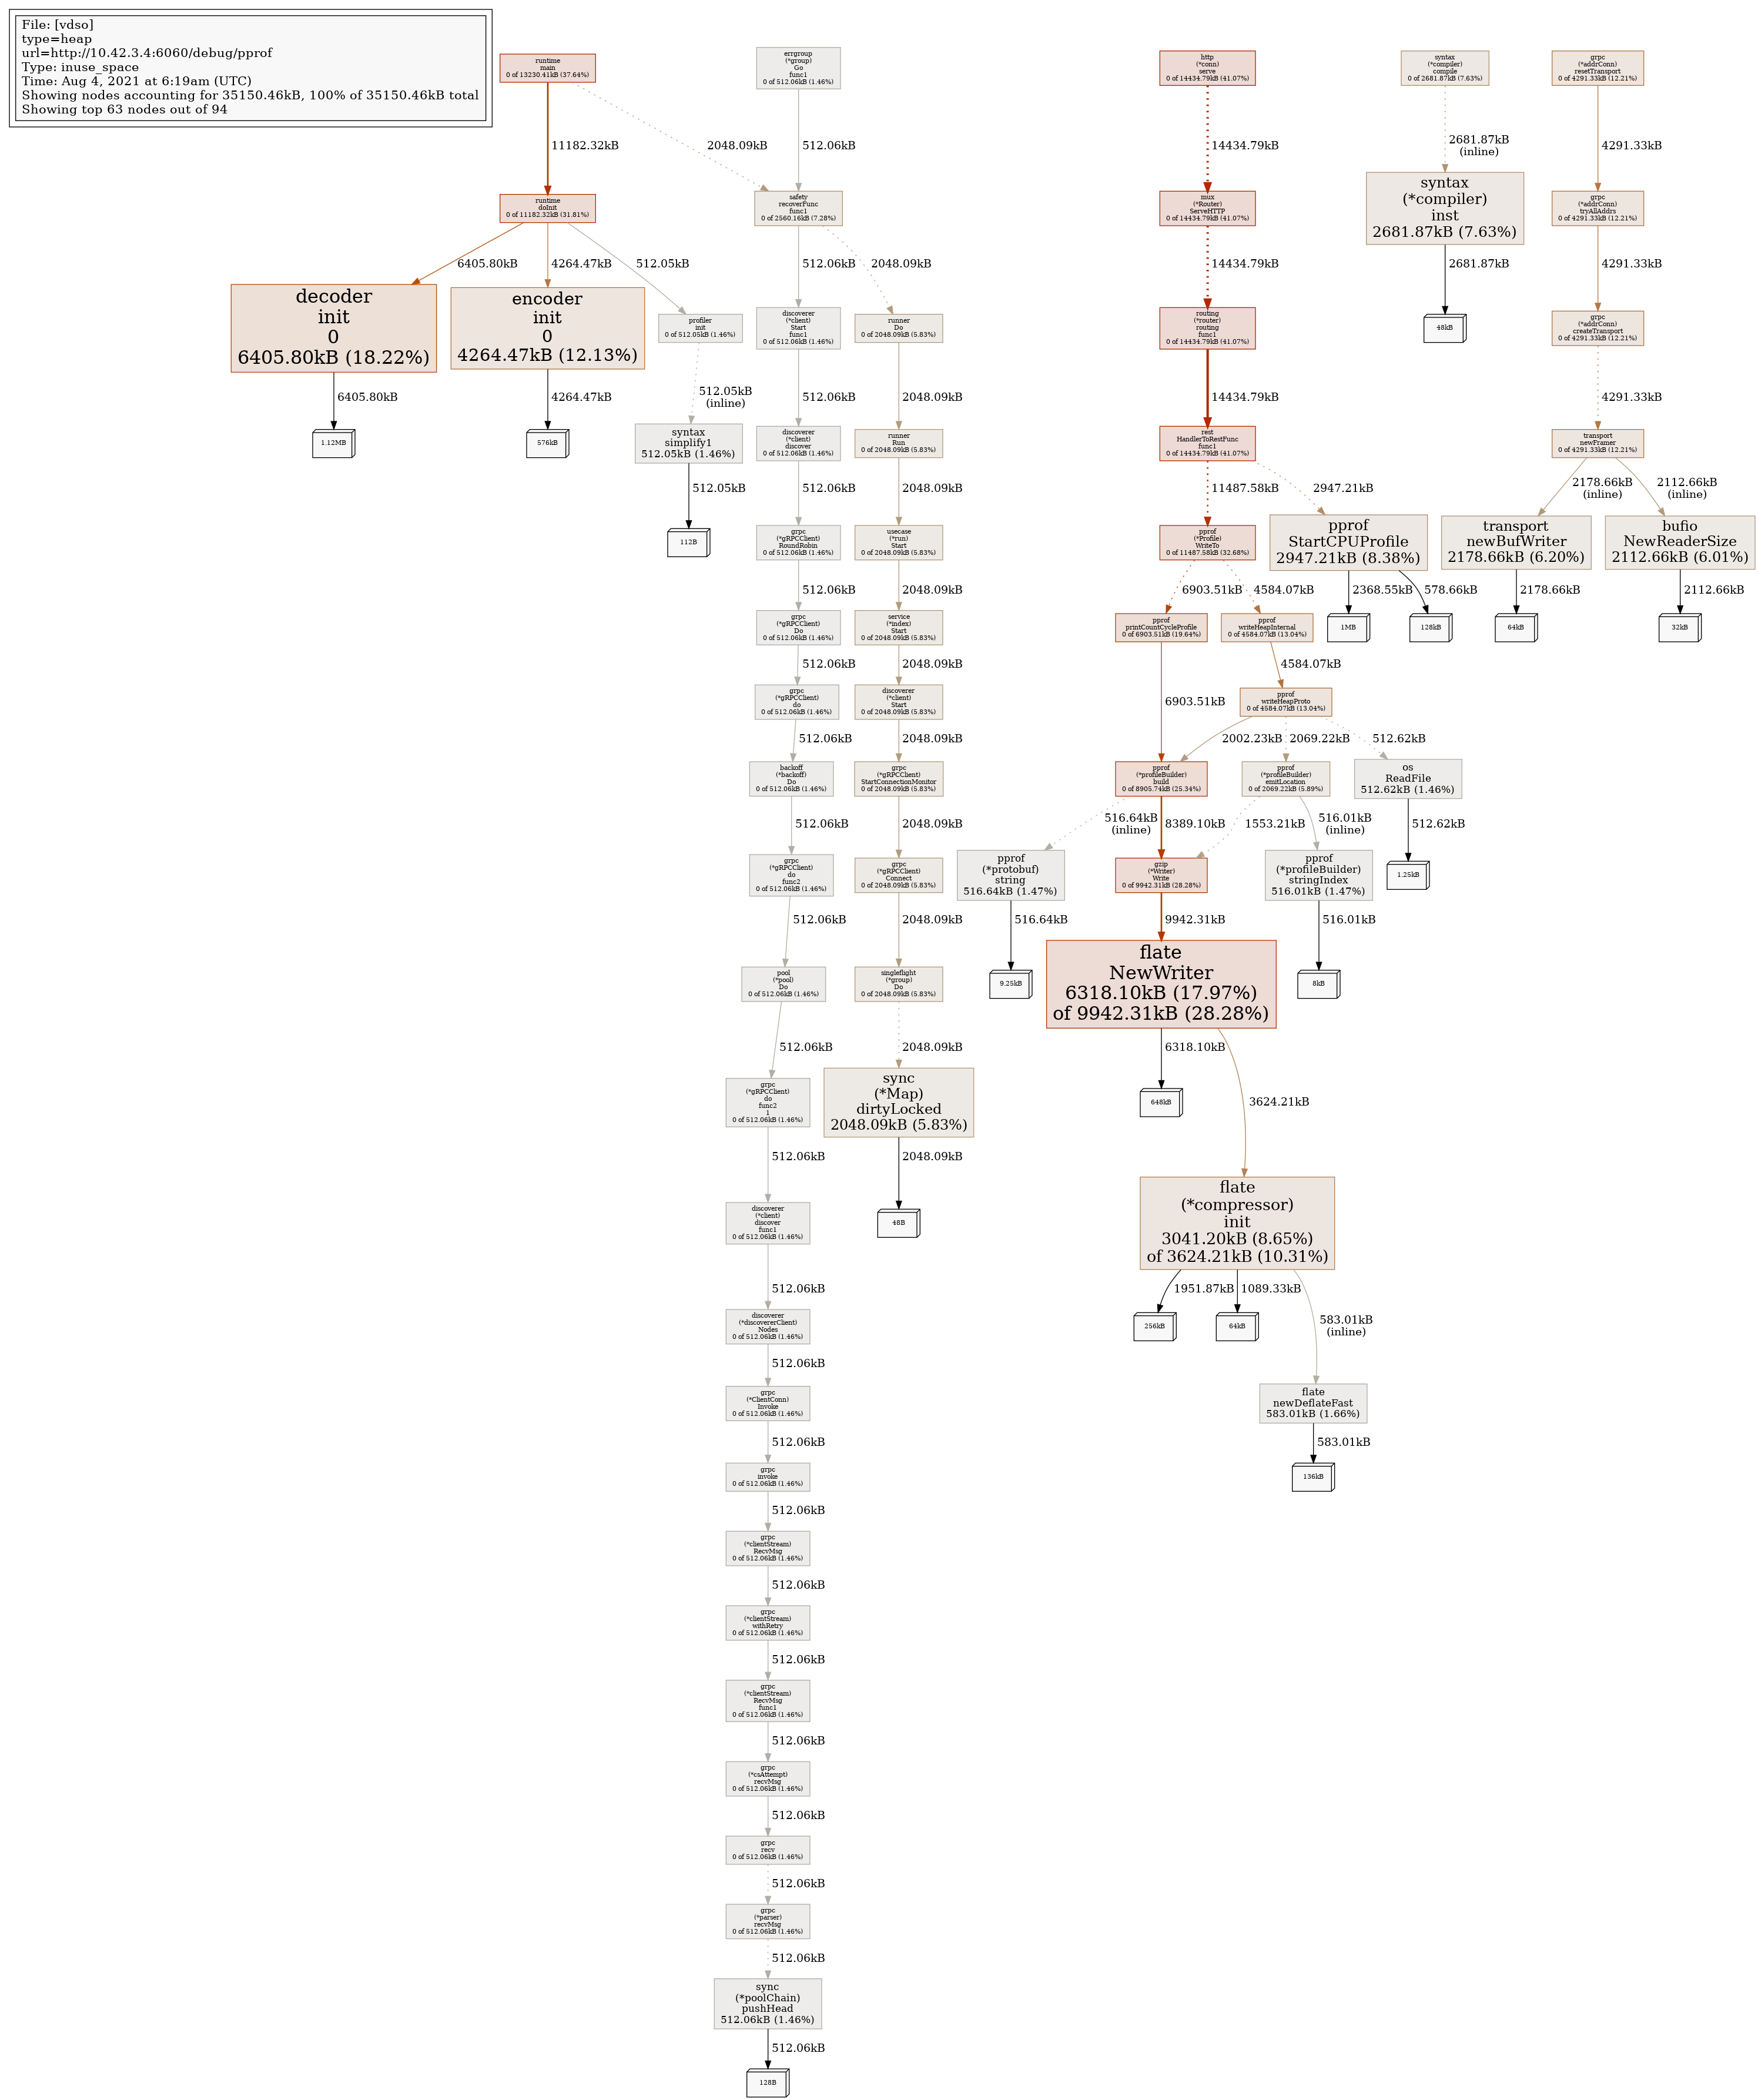 File: [vdso]
type=heap
url=http://10.42.3.4:6060/debug/pprof
Type: inuse_space
Time: Aug 4, 2021 at 6:19am (UTC)
Showing nodes accounting for 35150.46kB, 100% of 35150.46kB total
Showing top 63 nodes out of 94
runtime
main
0 of 13230.41kB (37.64%)
errgroup
(*group)
Go
func1
0 of 512.06kB (1.46%)
http
(*conn)
serve
0 of 14434.79kB (41.07%)
syntax
(*compiler)
compile
0 of 2681.87kB (7.63%)
grpc
(*addrConn)
resetTransport
0 of 4291.33kB (12.21%)
11182.32kB
2048.09kB
512.06kB
14434.79kB
2681.87kB
(inline)
4291.33kB
runtime
doInit
0 of 11182.32kB (31.81%)
safety
recoverFunc
func1
0 of 2560.16kB (7.28%)
mux
(*Router)
ServeHTTP
0 of 14434.79kB (41.07%)
syntax
(*compiler)
inst
2681.87kB (7.63%)
grpc
(*addrConn)
tryAllAddrs
0 of 4291.33kB (12.21%)
6405.80kB
4264.47kB
512.05kB
512.06kB
2048.09kB
14434.79kB
2681.87kB
4291.33kB
decoder
init
0
6405.80kB (18.22%)
encoder
init
0
4264.47kB (12.13%)
profiler
init
0 of 512.05kB (1.46%)
discoverer
(*client)
Start
func1
0 of 512.06kB (1.46%)
runner
Do
0 of 2048.09kB (5.83%)
routing
(*router)
routing
func1
0 of 14434.79kB (41.07%)
48kB
grpc
(*addrConn)
createTransport
0 of 4291.33kB (12.21%)
6405.80kB
4264.47kB
512.05kB
(inline)
512.06kB
2048.09kB
14434.79kB
4291.33kB
1.12MB
576kB
syntax
simplify1
512.05kB (1.46%)
discoverer
(*client)
discover
0 of 512.06kB (1.46%)
runner
Run
0 of 2048.09kB (5.83%)
rest
HandlerToRestFunc
func1
0 of 14434.79kB (41.07%)
transport
newFramer
0 of 4291.33kB (12.21%)
512.05kB
512.06kB
2048.09kB
11487.58kB
2947.21kB
2178.66kB
(inline)
2112.66kB
(inline)
112B
grpc
(*gRPCClient)
RoundRobin
0 of 512.06kB (1.46%)
usecase
(*run)
Start
0 of 2048.09kB (5.83%)
pprof
(*Profile)
WriteTo
0 of 11487.58kB (32.68%)
pprof
StartCPUProfile
2947.21kB (8.38%)
transport
newBufWriter
2178.66kB (6.20%)
bufio
NewReaderSize
2112.66kB (6.01%)
512.06kB
2048.09kB
6903.51kB
4584.07kB
2368.55kB
578.66kB
2178.66kB
2112.66kB
grpc
(*gRPCClient)
Do
0 of 512.06kB (1.46%)
service
(*index)
Start
0 of 2048.09kB (5.83%)
pprof
printCountCycleProfile
0 of 6903.51kB (19.64%)
pprof
writeHeapInternal
0 of 4584.07kB (13.04%)
1MB
128kB
64kB
32kB
512.06kB
2048.09kB
6903.51kB
4584.07kB
grpc
(*gRPCClient)
do
0 of 512.06kB (1.46%)
discoverer
(*client)
Start
0 of 2048.09kB (5.83%)
pprof
writeHeapProto
0 of 4584.07kB (13.04%)
512.06kB
2048.09kB
2002.23kB
2069.22kB
512.62kB
backoff
(*backoff)
Do
0 of 512.06kB (1.46%)
grpc
(*gRPCClient)
StartConnectionMonitor
0 of 2048.09kB (5.83%)
pprof
(*profileBuilder)
build
0 of 8905.74kB (25.34%)
pprof
(*profileBuilder)
emitLocation
0 of 2069.22kB (5.89%)
os
ReadFile
512.62kB (1.46%)
512.06kB
2048.09kB
516.64kB
(inline)
8389.10kB
1553.21kB
516.01kB
(inline)
512.62kB
grpc
(*gRPCClient)
do
func2
0 of 512.06kB (1.46%)
grpc
(*gRPCClient)
Connect
0 of 2048.09kB (5.83%)
pprof
(*protobuf)
string
516.64kB (1.47%)
gzip
(*Writer)
Write
0 of 9942.31kB (28.28%)
pprof
(*profileBuilder)
stringIndex
516.01kB (1.47%)
1.25kB
512.06kB
2048.09kB
516.64kB
9942.31kB
516.01kB
pool
(*pool)
Do
0 of 512.06kB (1.46%)
singleflight
(*group)
Do
0 of 2048.09kB (5.83%)
9.25kB
flate
NewWriter
6318.10kB (17.97%)
of 9942.31kB (28.28%)
8kB
512.06kB
2048.09kB
6318.10kB
3624.21kB
grpc
(*gRPCClient)
do
func2
1
0 of 512.06kB (1.46%)
sync
(*Map)
dirtyLocked
2048.09kB (5.83%)
648kB
512.06kB
2048.09kB
discoverer
(*client)
discover
func1
0 of 512.06kB (1.46%)
48B
flate
(*compressor)
init
3041.20kB (8.65%)
of 3624.21kB (10.31%)
512.06kB
1951.87kB
1089.33kB
583.01kB
(inline)
discoverer
(*discovererClient)
Nodes
0 of 512.06kB (1.46%)
256kB
64kB
512.06kB
grpc
(*ClientConn)
Invoke
0 of 512.06kB (1.46%)
flate
newDeflateFast
583.01kB (1.66%)
512.06kB
583.01kB
grpc
invoke
0 of 512.06kB (1.46%)
136kB
512.06kB
grpc
(*clientStream)
RecvMsg
0 of 512.06kB (1.46%)
512.06kB
grpc
(*clientStream)
withRetry
0 of 512.06kB (1.46%)
512.06kB
grpc
(*clientStream)
RecvMsg
func1
0 of 512.06kB (1.46%)
512.06kB
grpc
(*csAttempt)
recvMsg
0 of 512.06kB (1.46%)
512.06kB
grpc
recv
0 of 512.06kB (1.46%)
512.06kB
grpc
(*parser)
recvMsg
0 of 512.06kB (1.46%)
512.06kB
sync
(*poolChain)
pushHead
512.06kB (1.46%)
512.06kB
128B